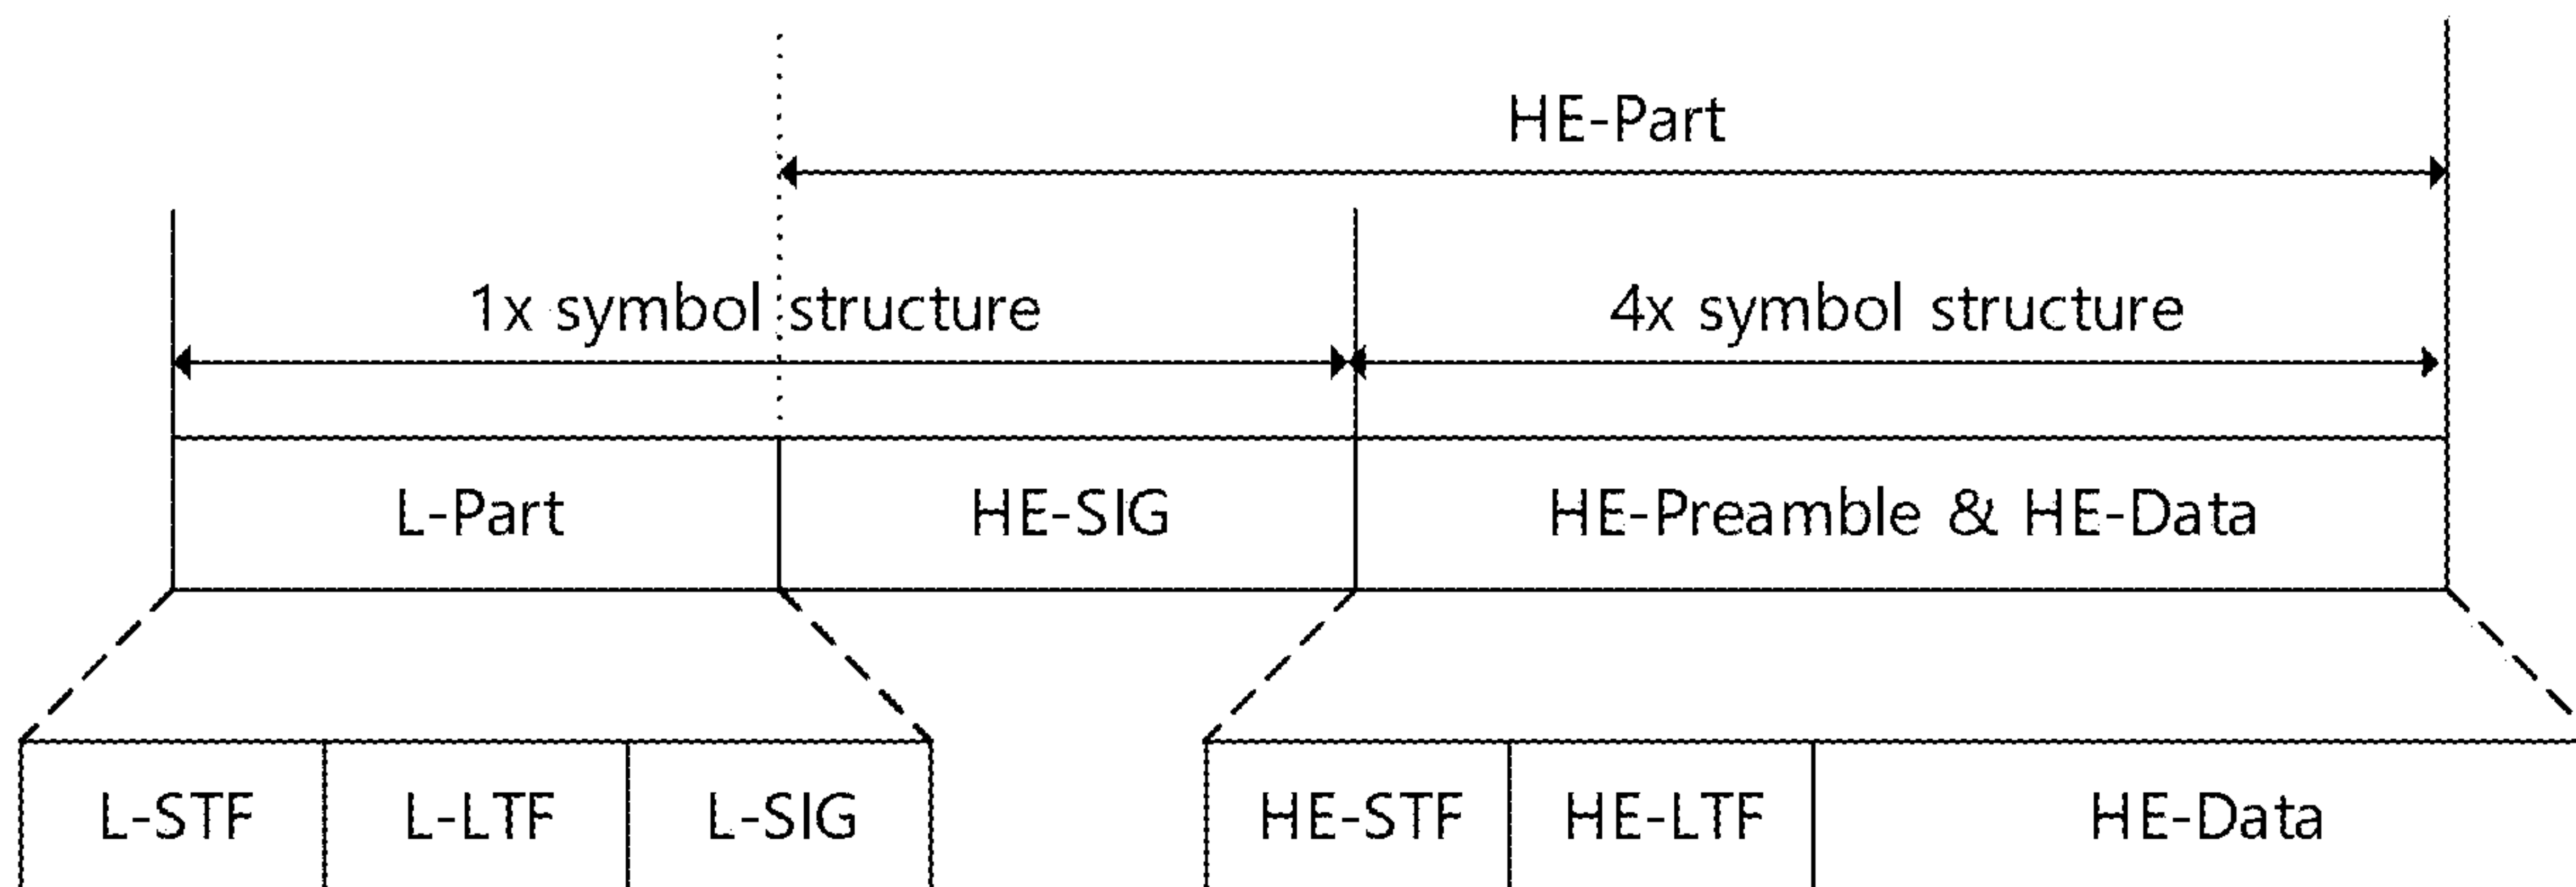 HE-Part
1x symbol structure 4x symbol structure
L-Part HE-SIG HE-Preamble & HE-Data
L-STF L-LTF L-SIG HE-STF HE-LTF HE-Data